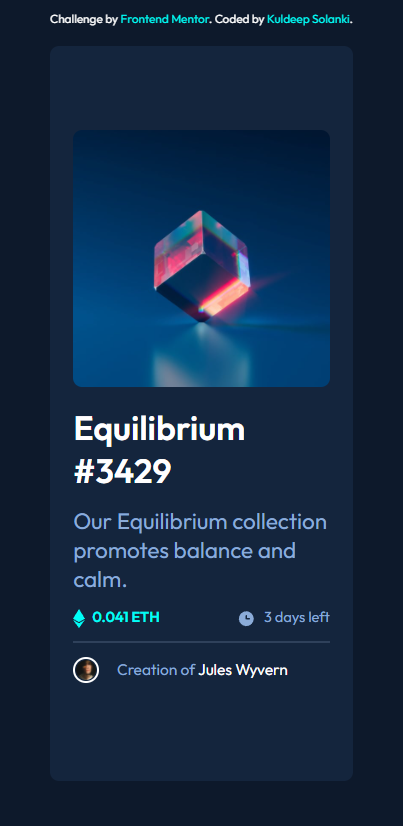 Challenge by Frontend Mentor. Coded by Kuldeep Solanki.
Equilibrium
#3429
Our Equilibrium collection
promotes balance and
calm.
0.041 ETH 3 days left
Creation of Jules Wyvern